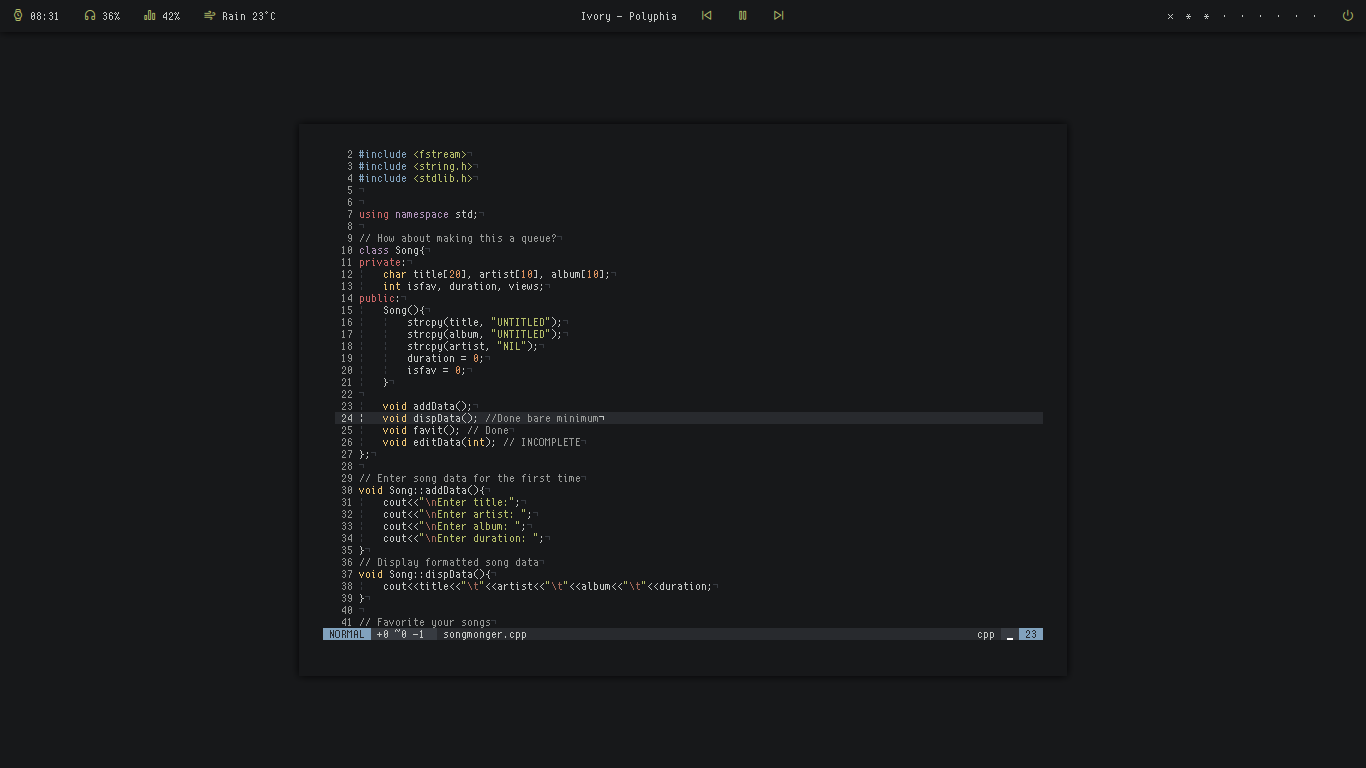 08:31 36% 42% Rain 23°C Ivory - Polyphia × * * · · · · · ·
2 #include <fstream>¬
3 #include <string.h>¬
4 #include <stdlib.h>¬
5 ¬
6 ¬
7 using namespace std;¬
8 ¬
9 // How about making this a queue?¬
10 class Song{¬
11 private:¬
12 ¦   char title[20], artist[10], album[10];¬
13 ¦   int isfav, duration, views;¬
14 public:¬
15 ¦   Song(){¬
16 ¦   ¦   strcpy(title, "UNTITLED");¬
17 ¦   ¦   strcpy(album, "UNTITLED");¬
18 ¦   ¦   strcpy(artist, "NIL");¬
19 ¦   ¦   duration = 0;¬
20 ¦   ¦   isfav = 0;¬
21 ¦   }¬
22 ¬
23 ¦   void addData();¬
24 ¦   void dispData(); //Done bare minimum¬
25 ¦   void favit(); // Done¬
26 ¦   void editData(int); // INCOMPLETE¬
27 };¬
28 ¬
29 // Enter song data for the first time¬
30 void Song::addData(){¬
31 ¦   cout<<"\nEnter title:";¬
32 ¦   cout<<"\nEnter artist: ";¬
33 ¦   cout<<"\nEnter album: ";¬
34 ¦   cout<<"\nEnter duration: ";¬
35 }¬
36 // Display formatted song data¬
37 void Song::dispData(){¬
38 ¦   cout<<title<<"\t"<<artist<<"\t"<<album<<"\t"<<duration;¬
39 }¬
40 ¬
41 // Favorite your songs¬
NORMAL +0 ~0 -1 songmonger.cpp cpp _ 23